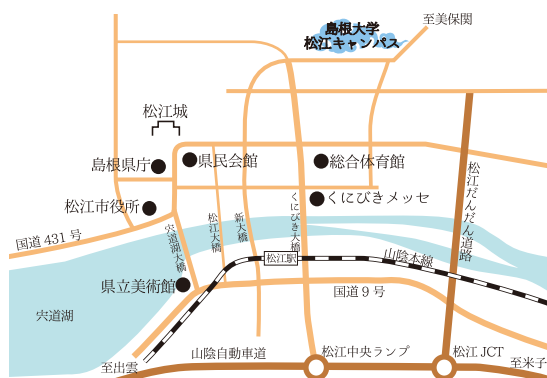 島根大学
松江キャンパス
至美保関
松江城
島根県庁
県民会館
総合体育館
松江市役所
くにびきメッセ
松江だんだん道路
国道431号
宍道湖大橋
松江大橋
新大橋
くにびき大橋
松江駅
山陰本線
県立美術館
国道9号
宍道湖
至出雲
山陰自動車道
松江中央ランプ
松江JCT
至米子